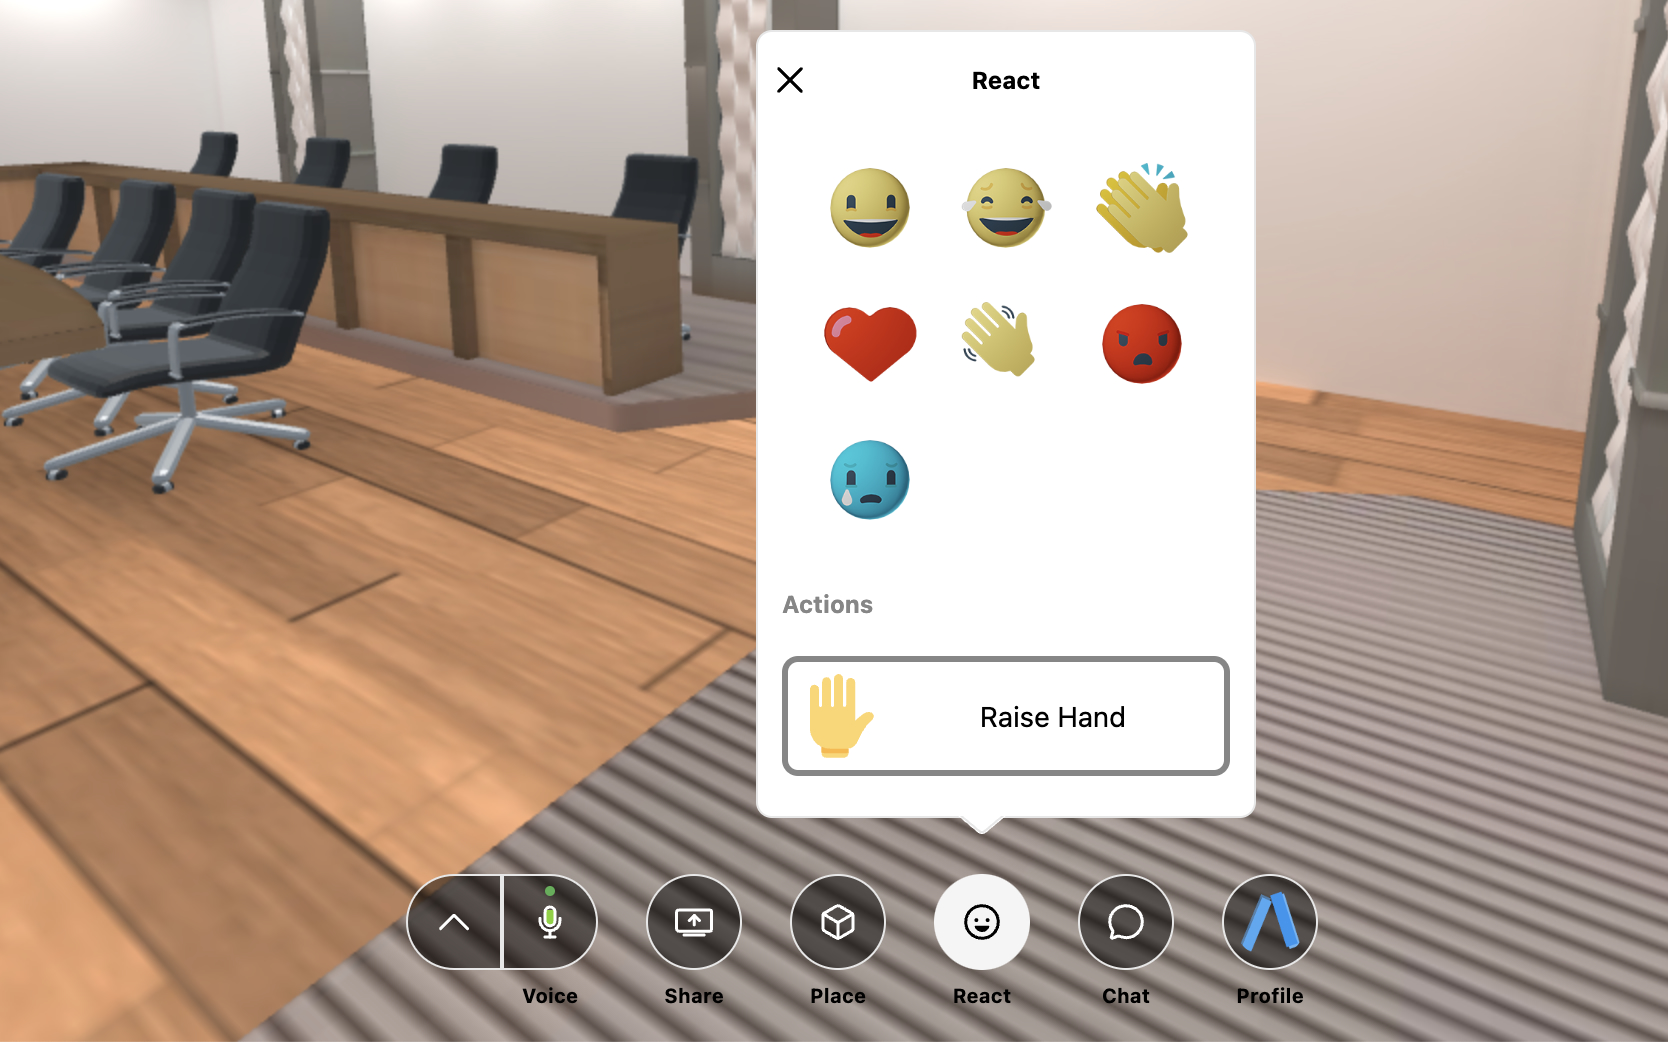 React
Actions
Raise Hand
Voice
Share
Place
React
Chat
Profile